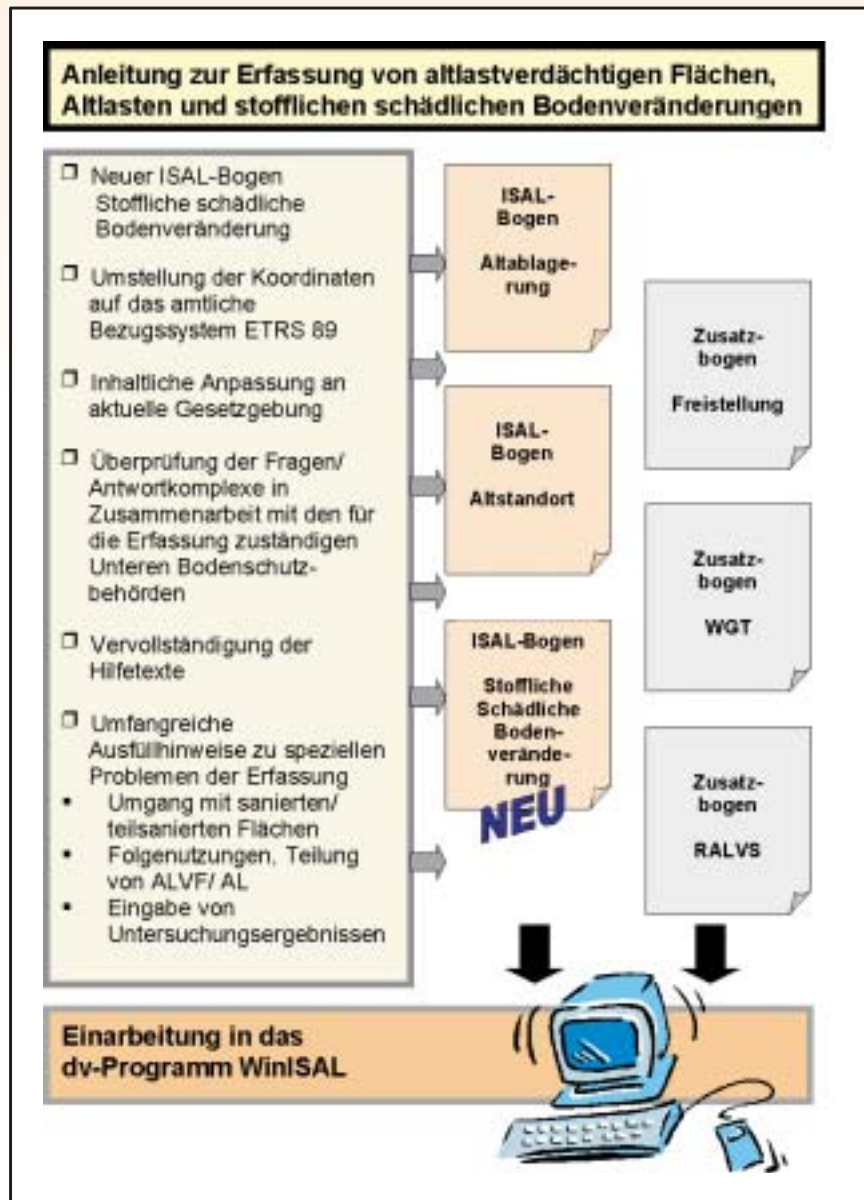 Anleitung zur Erfassung von altlastverdächtigen Flächen,
Altlasten und stofflichen schädlichen Bodenveränderungen
❒ Neuer ISAL-Bogen
Stoffliche schädliche
Bodenveränderung
❒ Umstellung der Koordinaten
auf das amtliche
Bezugssystem ETRS 89
❒ Inhaltliche Anpassung an
aktuelle Gesetzgebung
❒ Überprüfung der Fragen/
Antwortkomplexe in
Zusammenarbeit mit den für
die Erfassung zuständigen
Unteren Bodenschutz-
behörden
❒ Vervollständigung der
Hilfetexte
❒ Umfangreiche
Ausfüllhinweise zu speziellen
Problemen der Erfassung
▪ Umgang mit sanierten/
teilsanierten Flächen
▪ Folgenutzungen, Teilung
von ALVF/ AL
▪ Eingabe von
Untersuchungsergebnissen
ISAL-
Bogen
Altablage-
rung
ISAL-
Bogen
Altstandort
ISAL-Bogen
Stoffliche
Schädliche
Boden-
verände-
rung
NEU
Zusatz-
bogen
Freistellung
Zusatz-
bogen
WGT
Zusatz-
bogen
RALVS
Einarbeitung in das
dv-Programm WinISAL